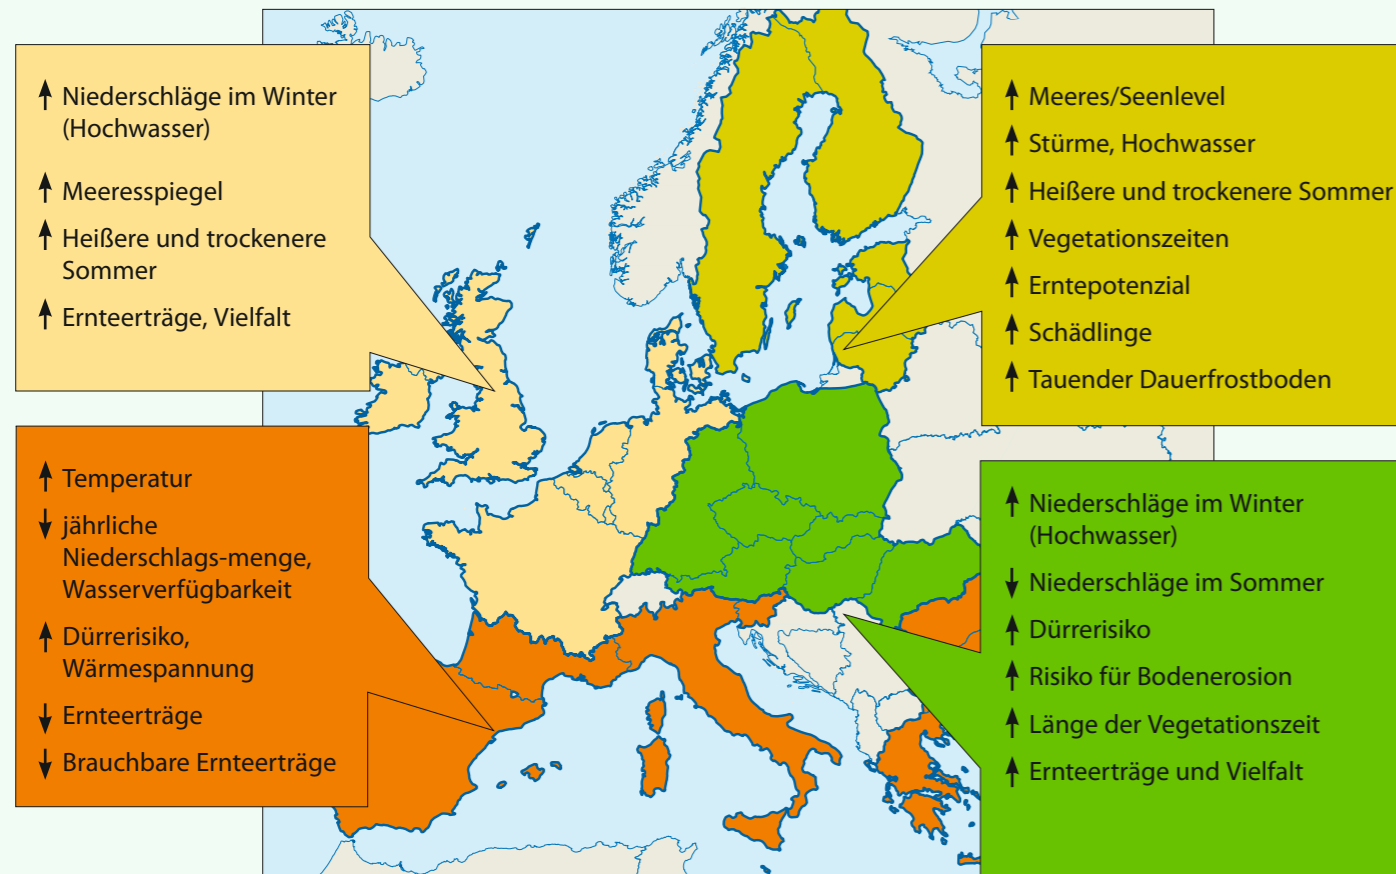 ↑ Niederschläge im Winter
(Hochwasser)
↑ Meeresspiegel
↑ Heißere und trockenere
Sommer
↑ Ernteerträge, Vielfalt
↑ Meeres/Seenlevel
↑ Stürme, Hochwasser
↑ Heißere und trockenere Sommer
↑ Vegetationszeiten
↑ Erntepotenzial
↑ Schädlinge
↑ Tauender Dauerfrostboden
↑ Temperatur
↓ jährliche
Niederschlags-menge,
Wasserverfügbarkeit
↑ Dürrerisiko,
Wärmespannung
↓ Ernteerträge
↓ Brauchbare Ernteerträge
↑ Niederschläge im Winter
(Hochwasser)
↓ Niederschläge im Sommer
↑ Dürrerisiko
↑ Risiko für Bodenerosion
↑ Länge der Vegetationszeit
↑ Ernteerträge und Vielfalt